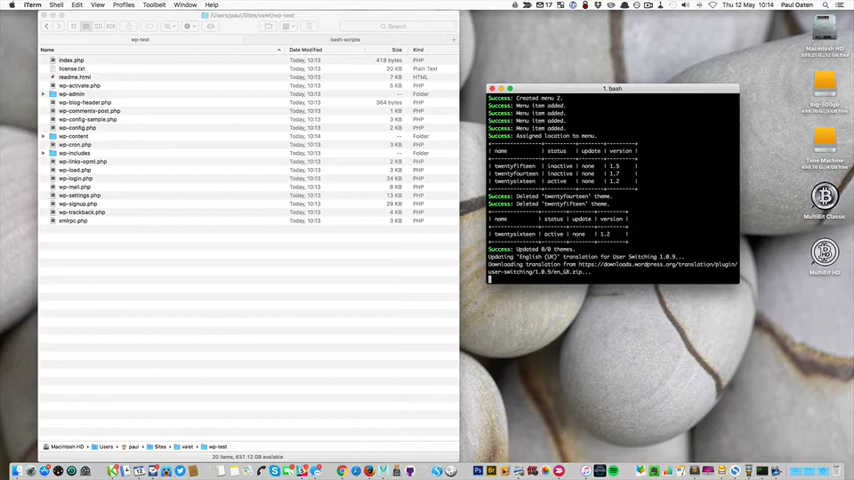 iTerm Shell Edit View Profiles Toolbelt Window Help
17
Thu 12 May 10:14 Paul Oaten
/Users/paul/Sites/valet/wp-test
Search
wp-test bash-scripts
Name Date Modified Size Kind
index.php Today, 10:13 418 bytes PHP
license.txt Today, 10:13 20 KB Plain Text
readme.html Today, 10:13 7 KB HTML
wp-activate.php Today, 10:13 7 KB PHP
wp-admin Today, 10:13 -- Folder
wp-blog-header.php Today, 10:13 364 bytes PHP
wp-comments-post.php Today, 10:13 PHP
wp-config-sample.php Today, 10:13 PHP
wp-config.php Today, 10:13 PHP
wp-content Today, 10:14 -- Folder
wp-cron.php Today, 10:13 3 KB PHP
wp-includes Today, 10:13 -- Folder
wp-links-opml.php Today, 10:13 2 KB PHP
wp-load.php Today, 10:13 3 KB PHP
wp-login.php Today, 10:13 34 KB PHP
wp-mail.php Today, 10:13 PHP
wp-settings.php Today, 10:13 PHP
wp-signup.php Today, 10:13 29 KB PHP
wp-trackback.php Today, 10:13 4 KB PHP
xmlrpc.php Today, 10:13 3 KB PHP
Macintosh HD Users paul Sites valet wp-test
20 items, 637.12 GB available
1. bash
Success: Created menu 2.
Success: Menu item added.
Success: Menu item added.
Success: Menu item added.
Success: Menu item added.
Success: Assigned location to menu.
| name | status | update | version |
| twentyfifteen | inactive | none | 1.5 |
| twentyfourteen | inactive | none | 1.7 |
| twentysixteen | active | none | 1.2 |
Success: Deleted 'twentyfourteen' theme.
Success: Deleted 'twentyfifteen' theme.
| name | status | update | version |
| twentysixteen | active | none | 1.2 |
Success: Updated 0/0 themes.
Updating 'English (UK)' translation for User Switching 1.0.9...
Downloading translation from https://downloads.wordpress.org/translation/plugin/
user-switching/1.0.9/en_GB.zip...
Macintosh HD
Big-500gb
Time Machine
MultiBit Classic
MultiBit HD